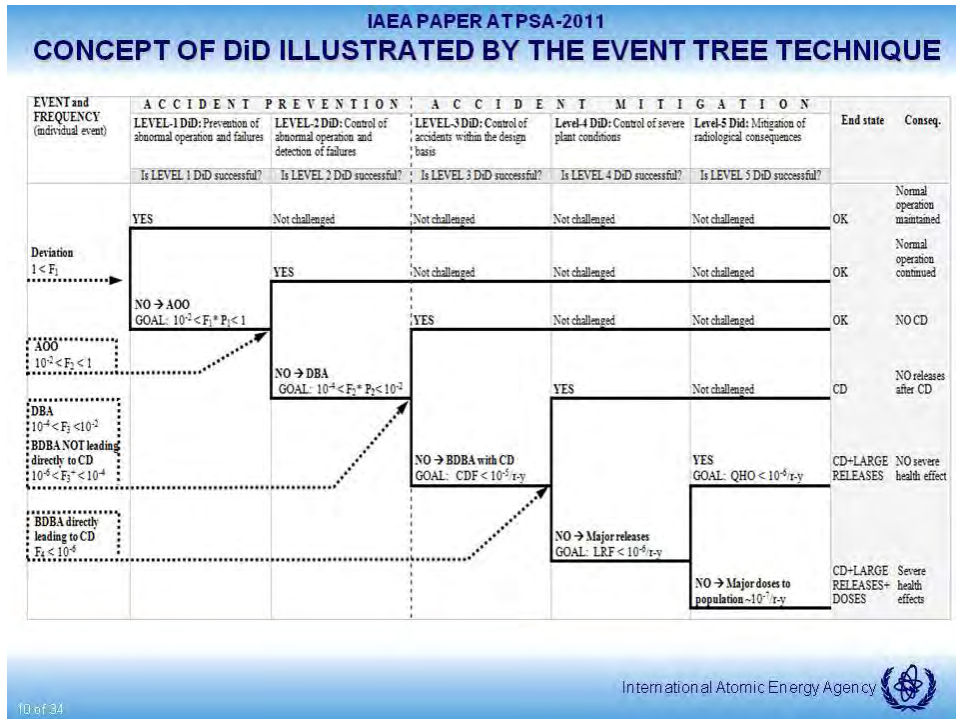 IAEA PAPER AT PSA-2011
CONCEPT OF DiD ILLUSTRATED BY THE EVENT TREE TECHNIQUE
EVENT and
FREQUENCY
(individual event)
ACCIDENT PREVENTION
ACCIDENT MITIGATION
LEVEL-1 DiD: Prevention of
abnormal operation and failures
LEVEL-2 DiD: Control of
abnormal operation and
detection of failures
LEVEL-3 DiD: Control of
accidents within the design
basis
Level-4 DiD: Control of severe
plant conditions
Level-5 Did: Mitigation of
radiological consequences
End state
Conseq.
Is LEVEL 1 DiD successful?
Is LEVEL 2 DiD successful?
Is LEVEL 3 DiD successful?
Is LEVEL 4 DiD successful?
Is LEVEL 5 DiD successful?
YES
Not challenged
Not challenged
Not challenged
Not challenged
OK
Normal
operation
maintained
Deviation
1 < F₁
YES
Not challenged
Not challenged
Not challenged
OK
Normal
operation
continued
NO → AOO
GOAL: 10⁻² < F₁* P₁ < 1
YES
Not challenged
Not challenged
OK
NO CD
AOO
10⁻² < F₂ < 1
NO → DBA
GOAL: 10⁻⁴ < F₂* P₂ < 10⁻²
YES
Not challenged
CD
NO releases
after CD
DBA
10⁻⁴ < F₃ <10⁻²
BDBA NOT leading
directly to CD
10⁻⁶ < F₃⁺ < 10⁻⁴
NO → BDBA with CD
GOAL: CDF < 10⁻⁵/r-y
YES
GOAL: QHO < 10⁻⁶/r-y
CD+LARGE
RELEASES
NO severe
health effect
BDBA directly
leading to CD
F₄ < 10⁻⁶
NO → Major releases
GOAL: LRF < 10⁻⁶/r-y
NO → Major doses to
population ~10⁻⁷/r-y
CD+LARGE
RELEASES+
DOSES
Severe
health
effects
International Atomic Energy Agency
10 of 34